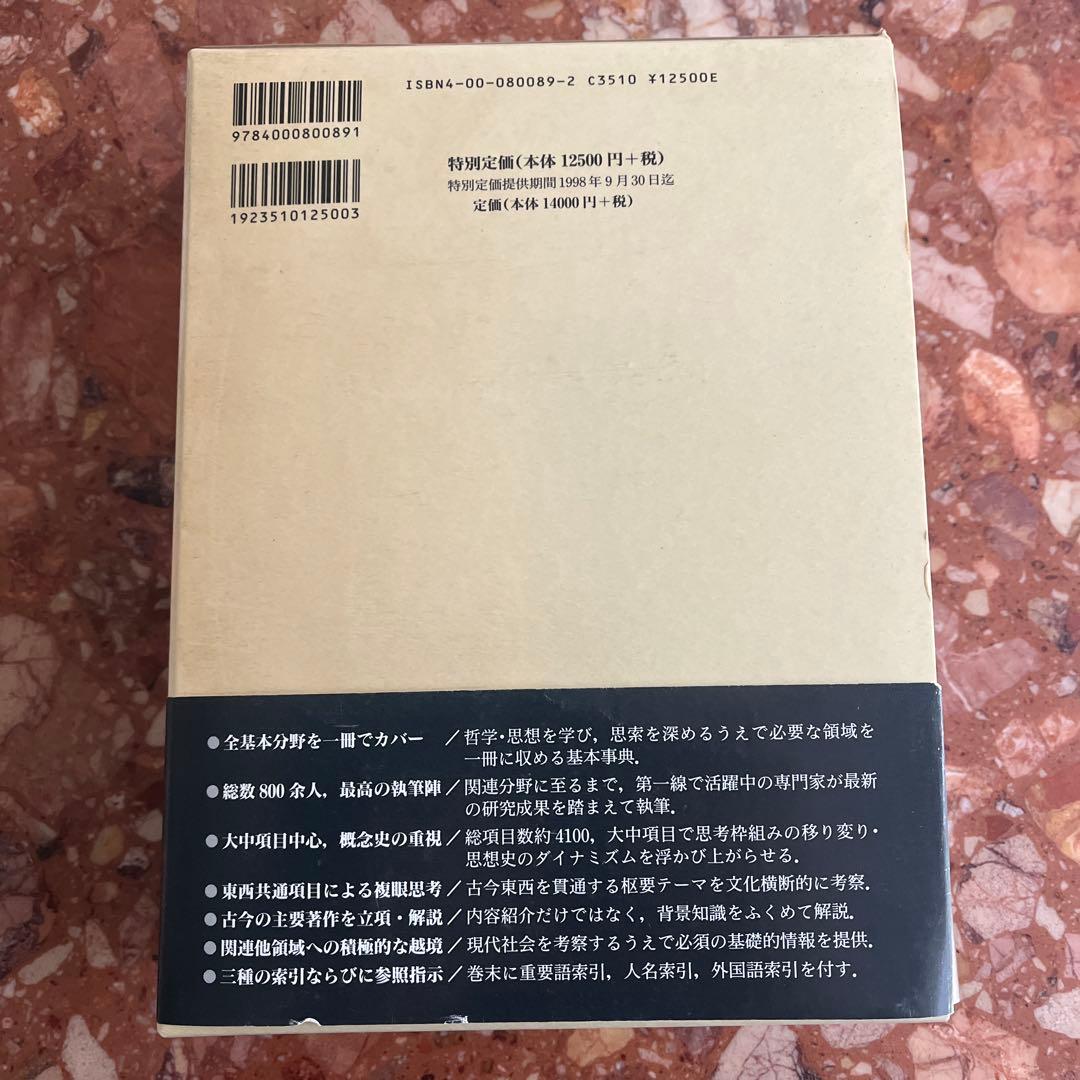 ISBN4-00-080089-2 C3510 ¥12500E
9784000800891
1923510125003
特別定価(本体 12500 円+税)
特別定価提供期間1998年9月30日迄
定価(本体 14000 円+税)
●全基本分野を一冊でカバー /哲学・思想を学び,思索を深めるうえで必要な領域を
一冊に収める基本事典.
●総数 800 余人,最高の執筆陣/関連分野に至るまで,第一線で活躍中の専門家が最新
の研究成果を踏まえて執筆.
●大中項目中心,概念史の重視/総項目数約4100,大中項目で思考枠組みの移り変り・
思想史のダイナミズムを浮かび上がらせる.
●東西共通項目による複眼思考/古今東西を貫通する枢要テーマを文化横断的に考察.
●古今の主要著作を立項・解説/内容紹介だけではなく,背景知識をふくめて解説.
●関連他領域への積極的な越境/現代社会を考察するうえで必須の基礎的情報を提供.
●三種の索引ならびに参照指示/巻末に重要語索引,人名索引,外国語索引を付す.